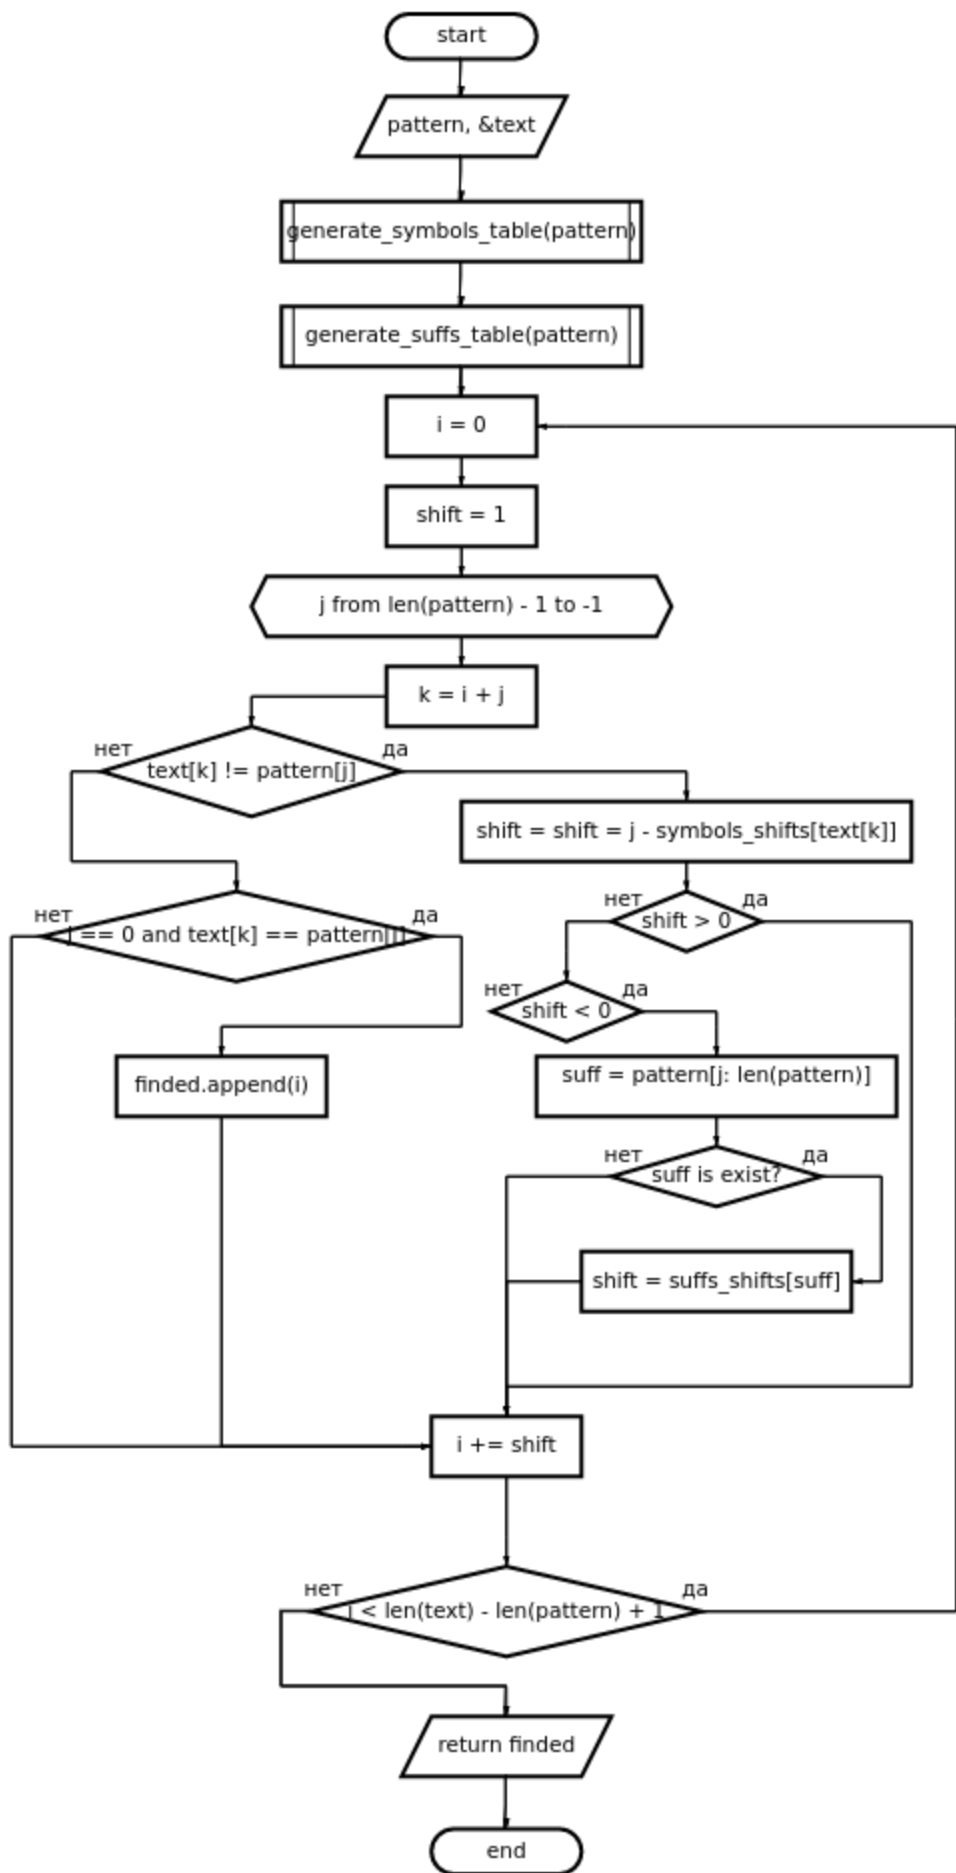 start
pattern, &text
generate_symbols_table(pattern)
generate_suffs_table(pattern)
i = 0
shift = 1
j from len(pattern) - 1 to -1
k = i + j
нет
да
text[k] != pattern[j]
shift = shift = j - symbols_shifts[text[k]]
нет
да
j == 0 and text[k] == pattern[j]
нет
да
shift > 0
нет
да
shift < 0
finded.append(i)
suff = pattern[j: len(pattern)]
нет
да
suff is exist?
shift = suffs_shifts[suff]
i += shift
нет
да
i < len(text) - len(pattern) + 1
return finded
end